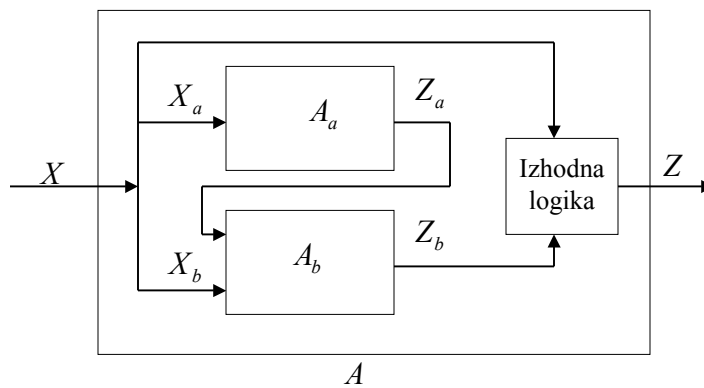 X_a
Z_a
A_a
X
Izhodna
logika
Z
X_b
A_b
Z_b
A